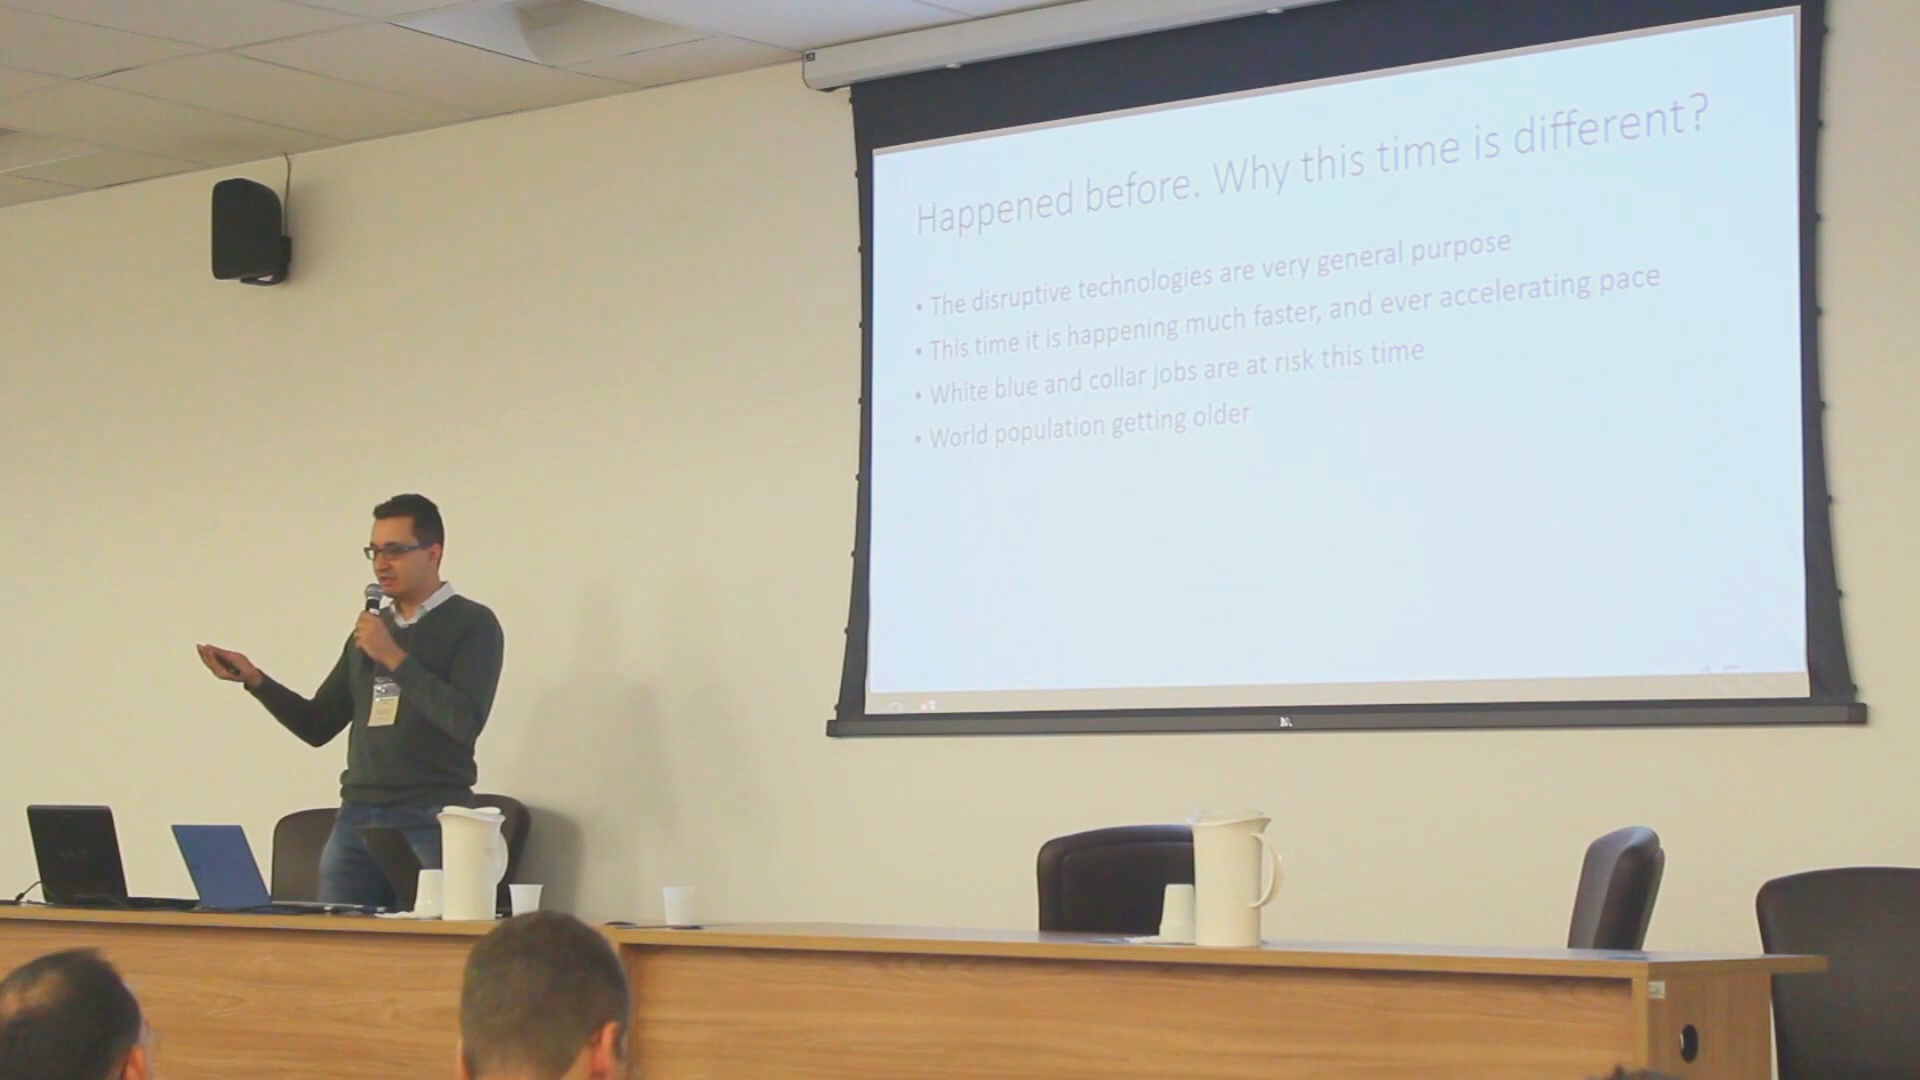 Happened before. Why this time is different?
• The disruptive technologies are very general purpose
• This time it is happening much faster, and ever accelerating pace
• White blue and collar jobs are at risk this time
• World population getting older